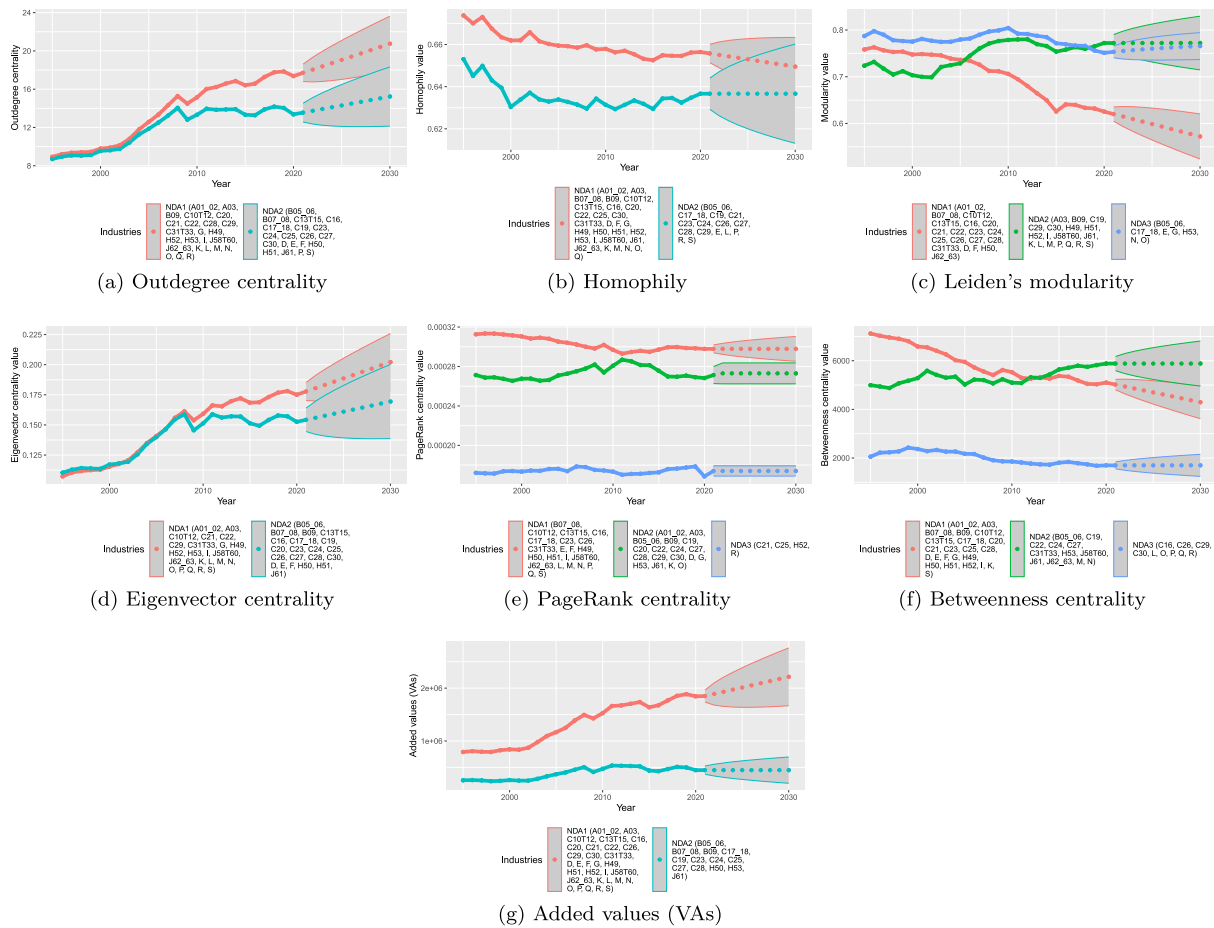 24
20
16
12
8
Outdegree centrality
2000
2010
2020
2030
Year
Industries
NDA1 (A01_02, A03,
B09, C10T12, C20,
C21, C22, C28, C29,
C31T33, G, H49,
H52, H53, I, J58T60,
J62_63, K, L, M, N,
O, Q, R)
NDA2 (B05_06,
B07_08, C13T15, C16,
C17_18, C19, C23,
C24, C25, C26, C27,
C30, D, E, F, H50,
H51, J61, P, S)
(a) Outdegree centrality
0.66
0.64
0.62
Homophily value
2000
2010
2020
2030
Year
Industries
NDA1 (A01_02, A03,
B07_08, B09, C10T12,
C13T15, C16, C20,
C22, C25, C30,
C31T33, D, F, G,
H49, H50, H51, H52,
H53, I, J58T60, J61,
J62_63, K, M, N, O,
Q)
NDA2 (B05_06,
C17_18, C19, C21,
C23, C24, C26, C27,
C28, C29, E, L, P,
R, S)
(b) Homophily
0.8
0.7
0.6
Modularity value
2000
2010
2020
2030
Year
Industries
NDA1 (A01_02,
B07_08, C10T12,
C13T15, C16, C20,
C21, C22, C23, C24,
C25, C26, C27, C28,
C31T33, D, F, H50,
J62_63)
NDA2 (A03, B09, C19,
C29, C30, H49, H51,
H52, I, J58T60, J61,
K, L, M, P, Q, R, S)
NDA3 (B05_06,
C17_18, E, G, H53,
N, O)
(c) Leiden's modularity
0.225
0.200
0.175
0.150
0.125
Eigenvector centrality value
2000
2010
2020
2030
Year
Industries
NDA1 (A01_02, A03,
C10T12, C21, C22,
C29, C31T33, G, H49,
H52, H53, I, J58T60,
J62_63, K, L, M, N,
O, P, Q, R, S)
NDA2 (B05_06,
B07_08, B09, C13T15,
C16, C17_18, C19,
C20, C23, C24, C25,
C26, C27, C28, C30,
D, E, F, H50, H51,
J61)
(d) Eigenvector centrality
0.00032
0.00028
0.00024
0.00020
PageRank centrality value
2000
2010
2020
2030
Year
Industries
NDA1 (B07_08,
C10T12, C13T15, C16,
C17_18, C23, C26,
C31T33, E, F, H49,
H50, H51, I, J58T60,
J62_63, L, M, N, P,
Q, S)
NDA2 (A01_02, A03,
B05_06, B09, C19,
C20, C22, C24, C27,
C28, C29, C30, D, G,
H53, J61, K, O)
NDA3 (C21, C25, H52,
R)
(e) PageRank centrality
6000
4000
2000
Betweenness centrality value
2000
2010
2020
2030
Year
Industries
NDA1 (A01_02, A03,
B07_08, B09, C10T12,
C13T15, C17_18, C20,
C21, C23, C25, C28,
D, E, F, G, H49,
H50, H51, H52, I, K,
S)
NDA2 (B05_06, C19,
C22, C24, C27,
C31T33, H53, J58T60,
J61, J62_63, M, N)
NDA3 (C16, C26, C29,
C30, L, O, P, Q, R)
(f) Betweenness centrality
2e+06
1e+06
Added values (VAs)
2000
2010
2020
2030
Year
Industries
NDA1 (A01_02, A03,
C10T12, C13T15, C16,
C20, C21, C22, C26,
C29, C30, C31T33,
D, E, F, G, H49,
H51, H52, I, J58T60,
J62_63, K, L, M, N,
O, P, Q, R, S)
NDA2 (B05_06,
B07_08, B09, C17_18,
C19, C23, C24, C25,
C27, C28, H50, H53,
J61)
(g) Added values (VAs)